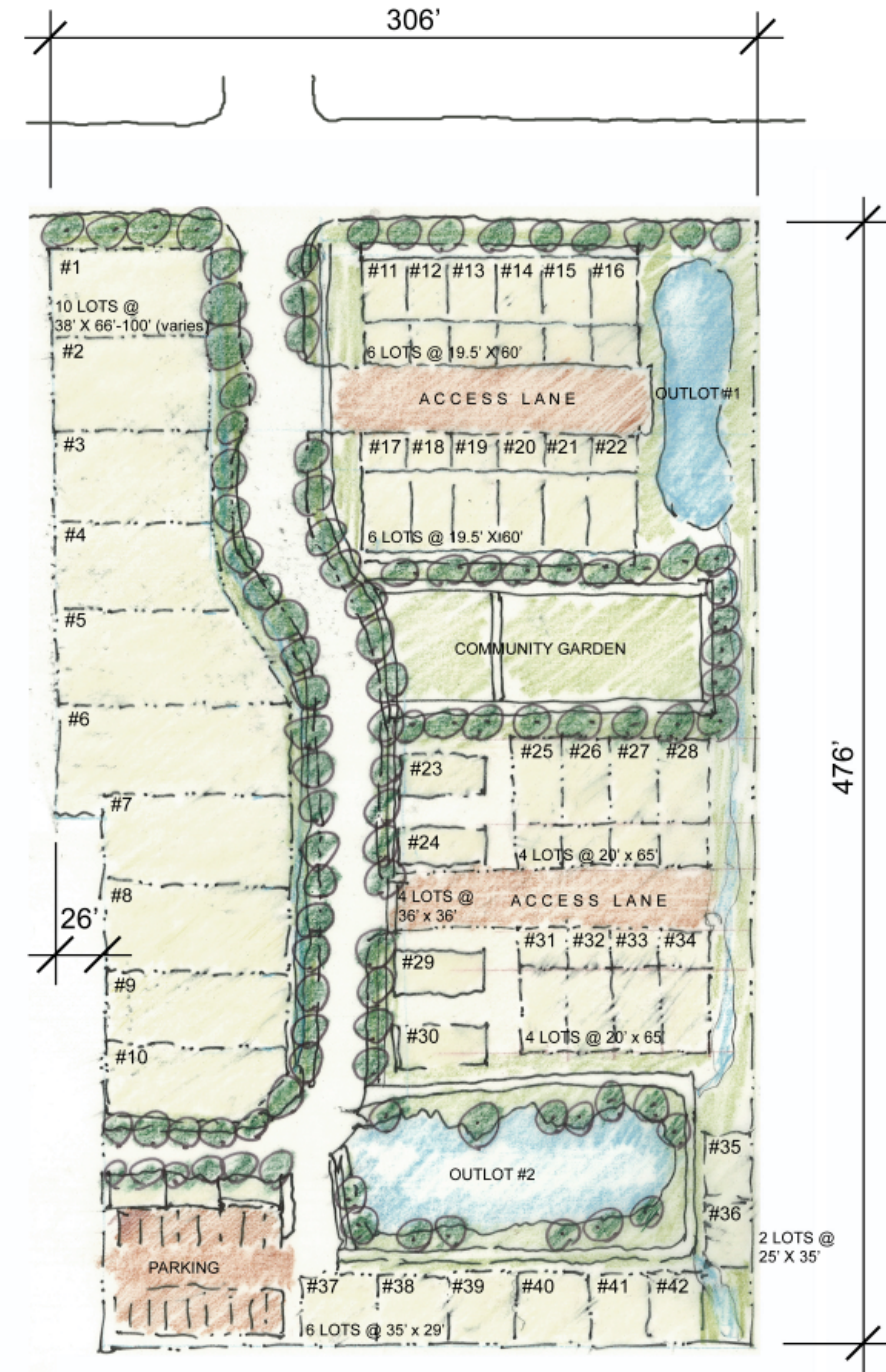 306'
#1
10 LOTS @
38' X 66'-100' (varies)
#2
#3
#4
#5
#6
#7
#8
#9
#10
26'
#11 #12 #13 #14 #15 #16
6 LOTS @ 19.5' X 60'
ACCESS LANE
OUTLOT #1
#17 #18 #19 #20 #21 #22
6 LOTS @ 19.5' X 60'
COMMUNITY GARDEN
#23
#24
#25 #26 #27 #28
4 LOTS @ 20' x 65'
4 LOTS @
36' x 36'
ACCESS LANE
#29
#30
#31 #32 #33 #34
4 LOTS @ 20' x 65'
476'
OUTLOT #2
#35
#36
2 LOTS @
25' X 35'
PARKING
#37 #38 #39 #40 #41 #42
6 LOTS @ 35' x 29'